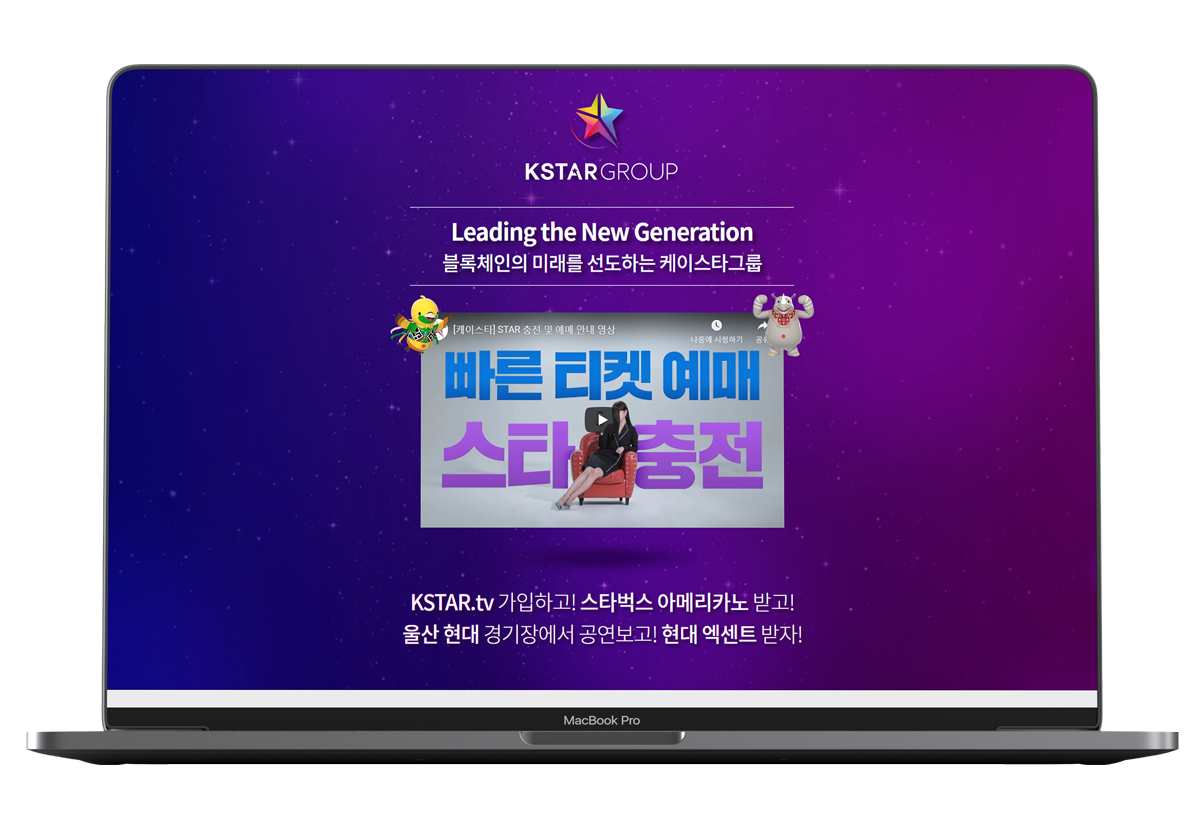 KSTARGROUP
Leading the New Generation
블록체인의 미래를 선도하는 케이스타그룹
[케이스타] STAR 충전 및 예매 안내 영상
나중에 시청하기
빠른 티켓 예매
스타 충전
KSTAR.tv 가입하고! 스타벅스 아메리카노 받고!
울산 현대 경기장에서 공연보고! 현대 엑센트 받자!
MacBook Pro